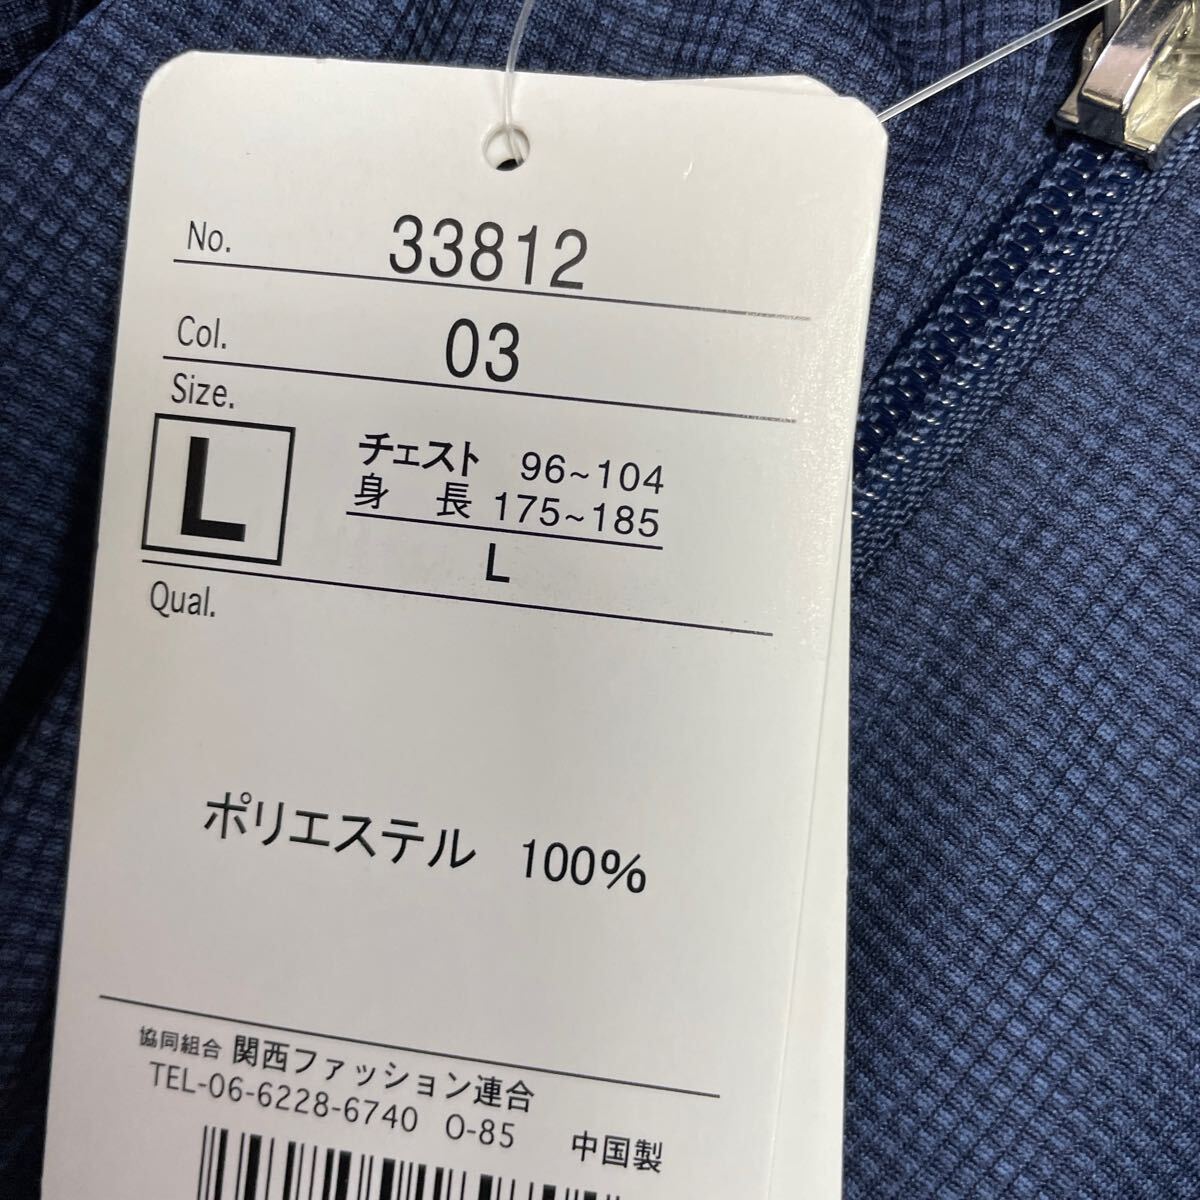 No. 33812
Col. 03
Size.
L
チェスト 96~104
身 長 175~185
L
Qual.
ポリエステル 100%
協同組合 関西ファッション連合
TEL-06-6228-6740 O-85 中国製